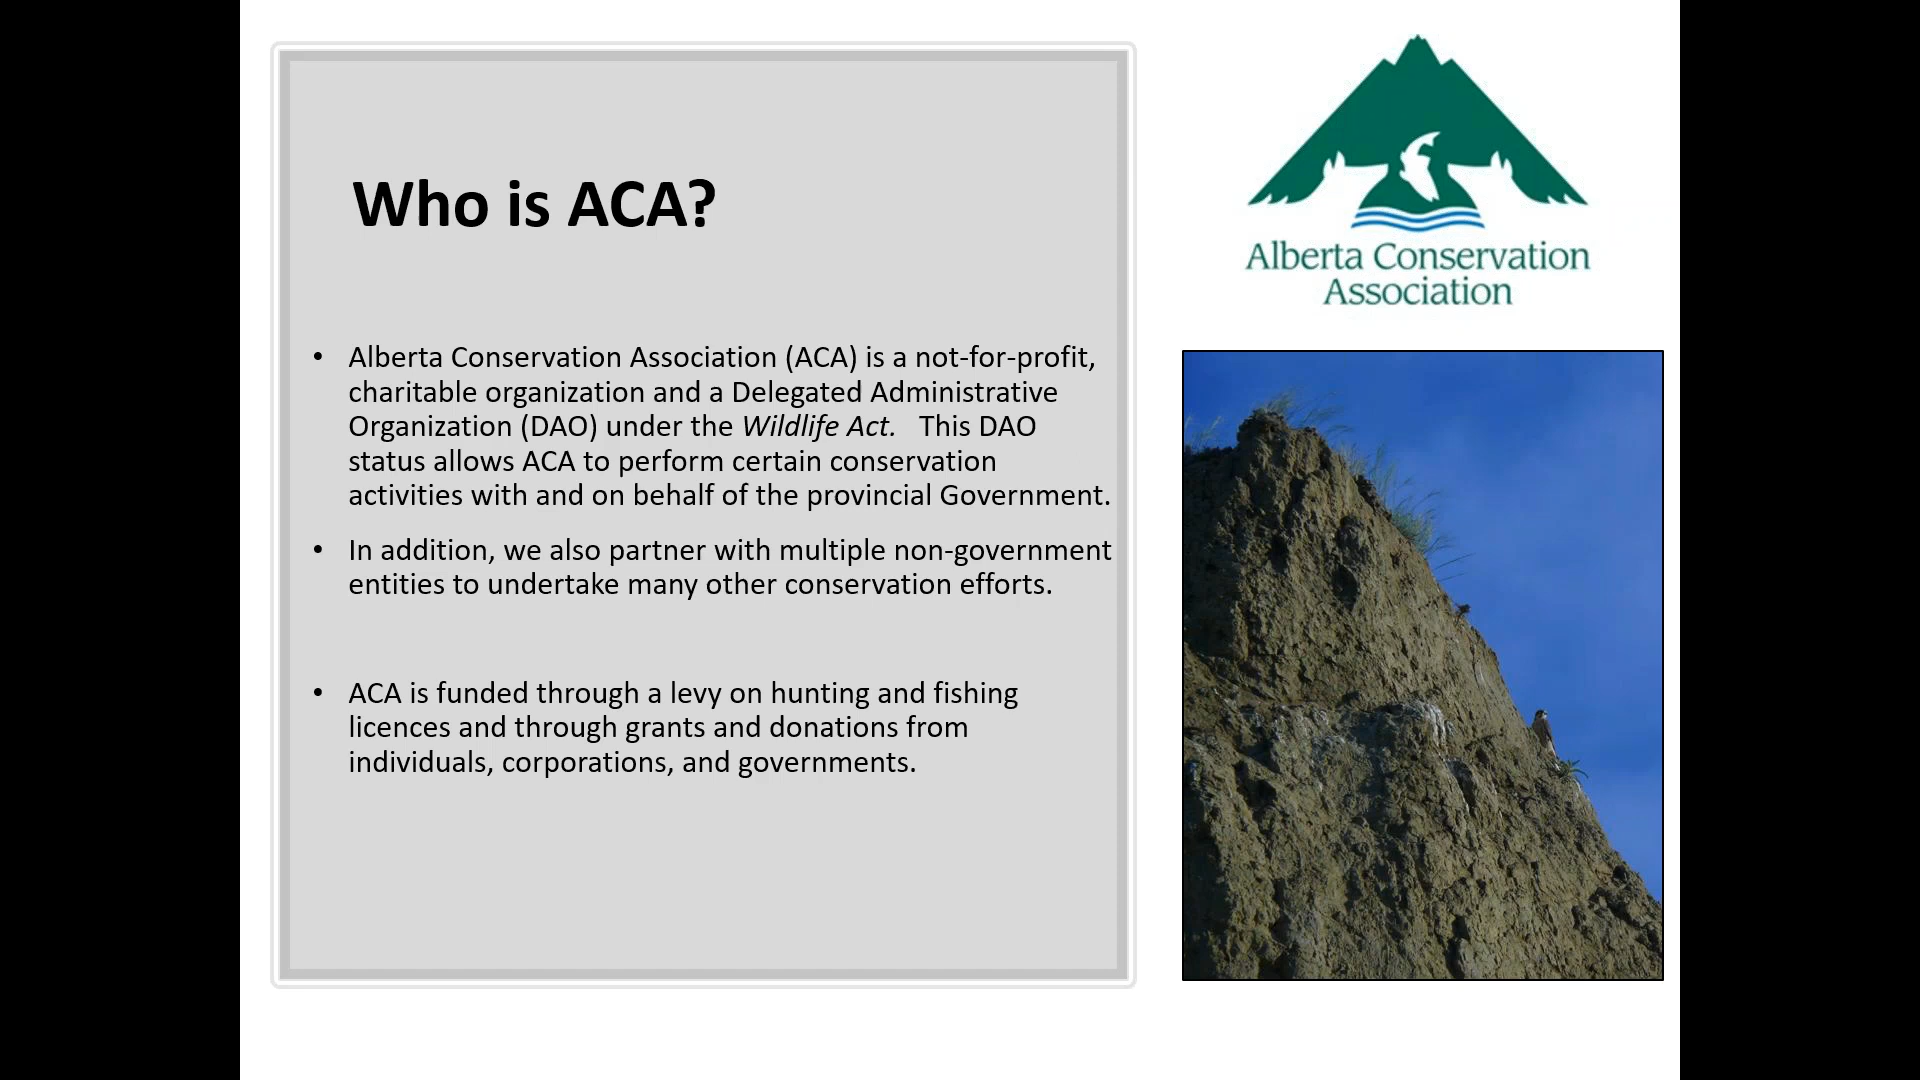 Who is ACA?
• Alberta Conservation Association (ACA) is a not-for-profit,
charitable organization and a Delegated Administrative
Organization (DAO) under the Wildlife Act. This DAO
status allows ACA to perform certain conservation
activities with and on behalf of the provincial Government.
• In addition, we also partner with multiple non-government
entities to undertake many other conservation efforts.
• ACA is funded through a levy on hunting and fishing
licences and through grants and donations from
individuals, corporations, and governments.
Alberta Conservation
Association